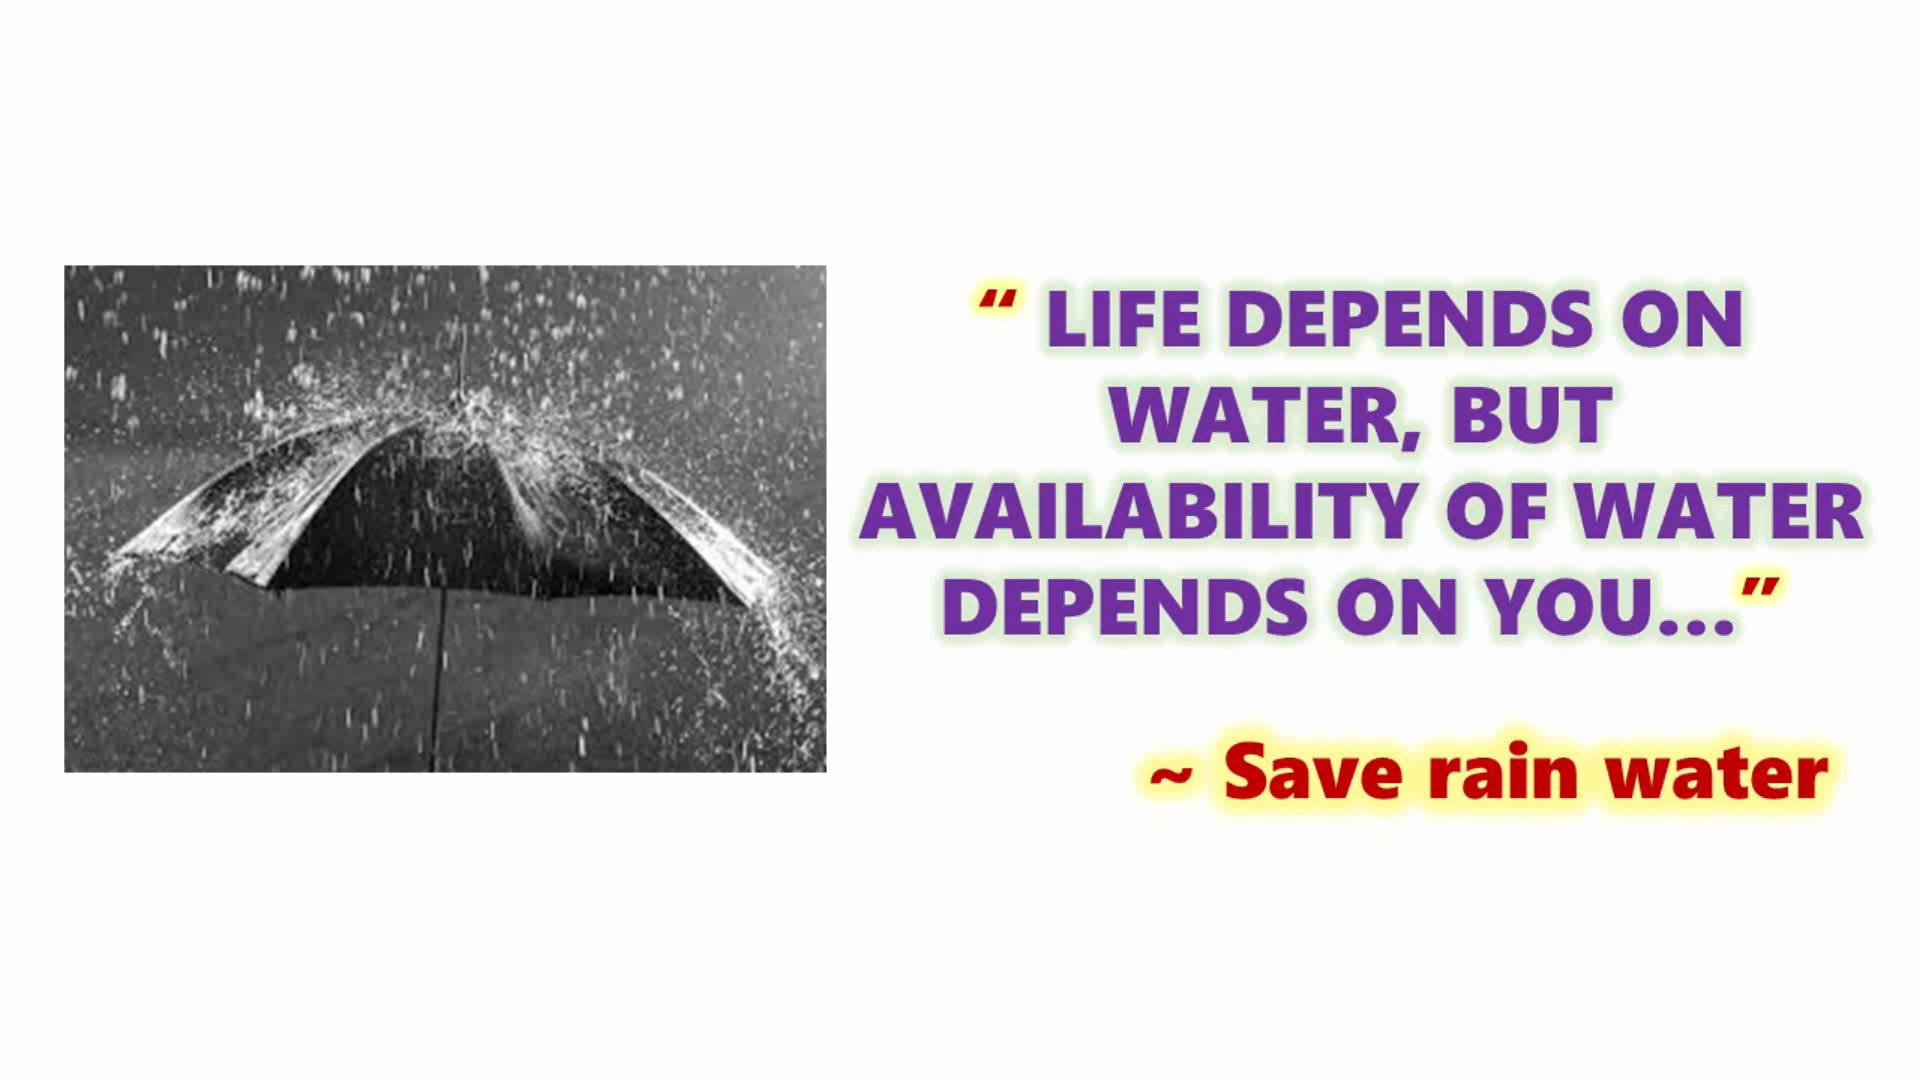 “ LIFE DEPENDS ON
WATER, BUT
AVAILABILITY OF WATER
DEPENDS ON YOU...”
~ Save rain water